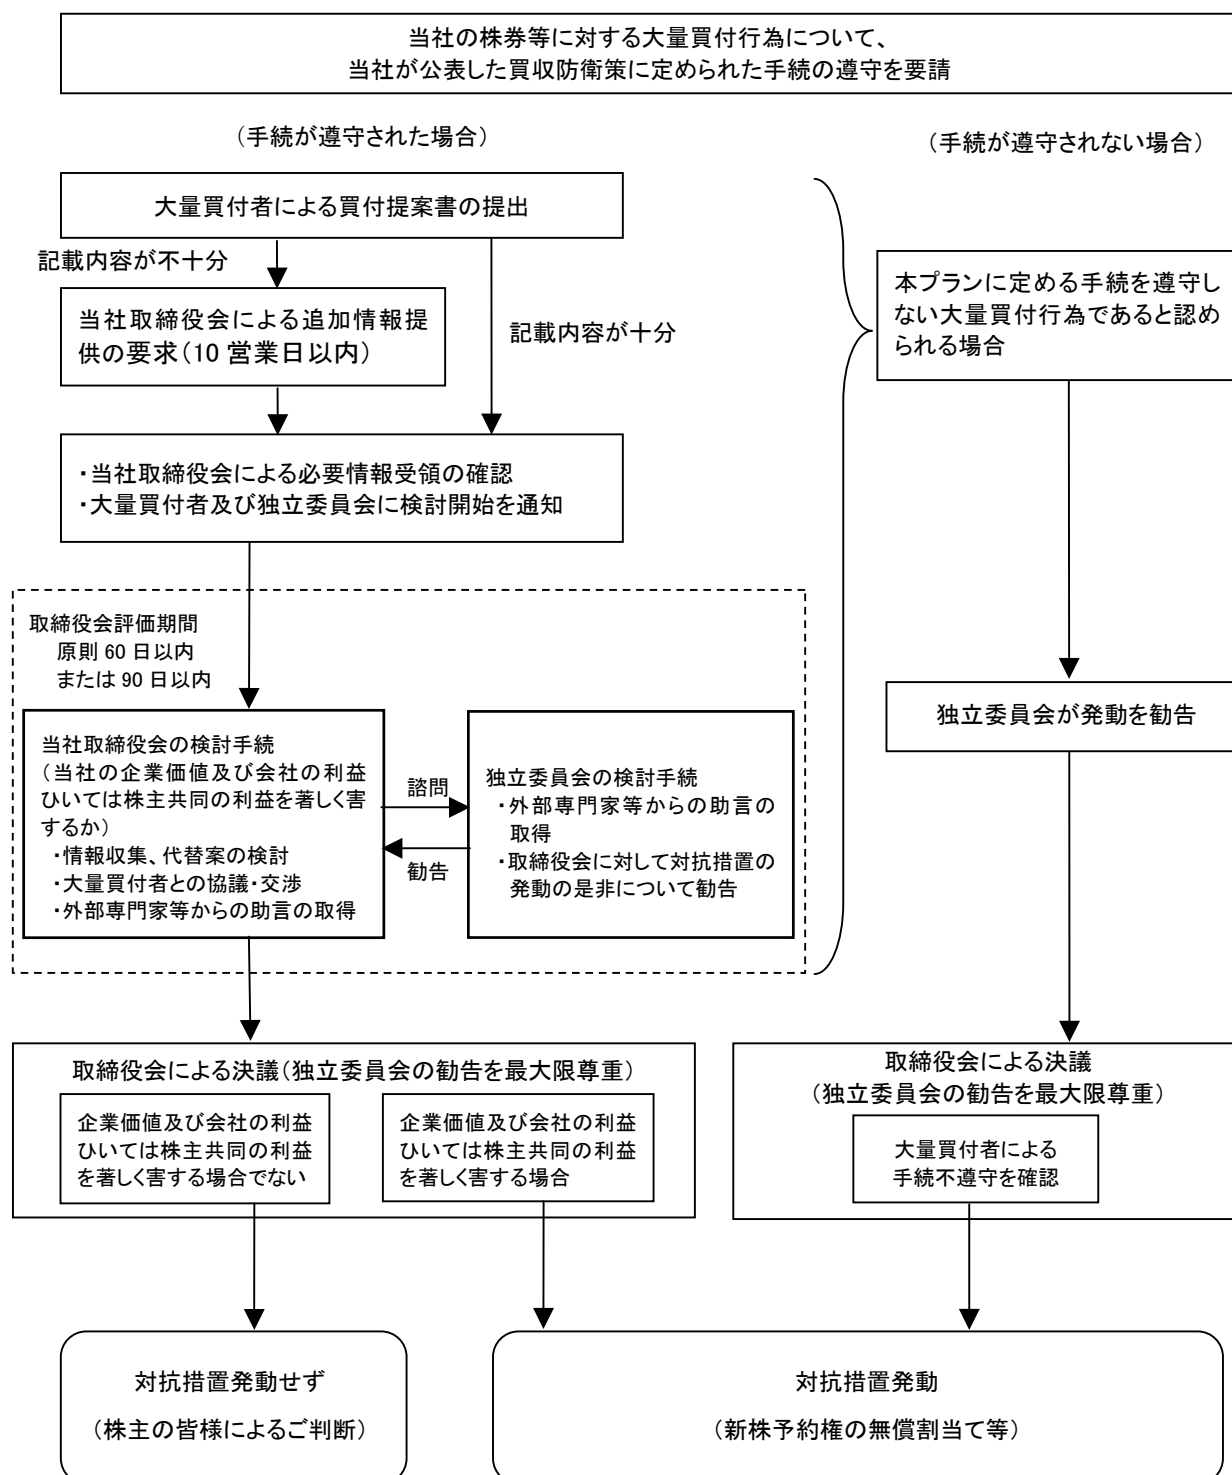 当社の株券等に対する大量買付行為について、
当社が公表した買収防衛策に定められた手続の遵守を要請
（手続が遵守された場合）
（手続が遵守されない場合）
大量買付者による買付提案書の提出
記載内容が不十分
当社取締役会による追加情報提
供の要求（10 営業日以内）
記載内容が十分
本プランに定める手続を遵守し
ない大量買付行為であると認め
られる場合
・当社取締役会による必要情報受領の確認
・大量買付者及び独立委員会に検討開始を通知
取締役会評価期間
原則 60 日以内
または 90 日以内
独立委員会が発動を勧告
当社取締役会の検討手続
（当社の企業価値及び会社の利益
ひいては株主共同の利益を著しく害
するか）
・情報収集、代替案の検討
・大量買付者との協議・交渉
・外部専門家等からの助言の取得
諮問
勧告
独立委員会の検討手続
・外部専門家等からの助言の
取得
・取締役会に対して対抗措置の
発動の是非について勧告
取締役会による決議（独立委員会の勧告を最大限尊重）
企業価値及び会社の利益
ひいては株主共同の利益
を著しく害する場合でない
企業価値及び会社の利益
ひいては株主共同の利益
を著しく害する場合
取締役会による決議
（独立委員会の勧告を最大限尊重）
大量買付者による
手続不遵守を確認
対抗措置発動せず
（株主の皆様によるご判断）
対抗措置発動
（新株予約権の無償割当て等）